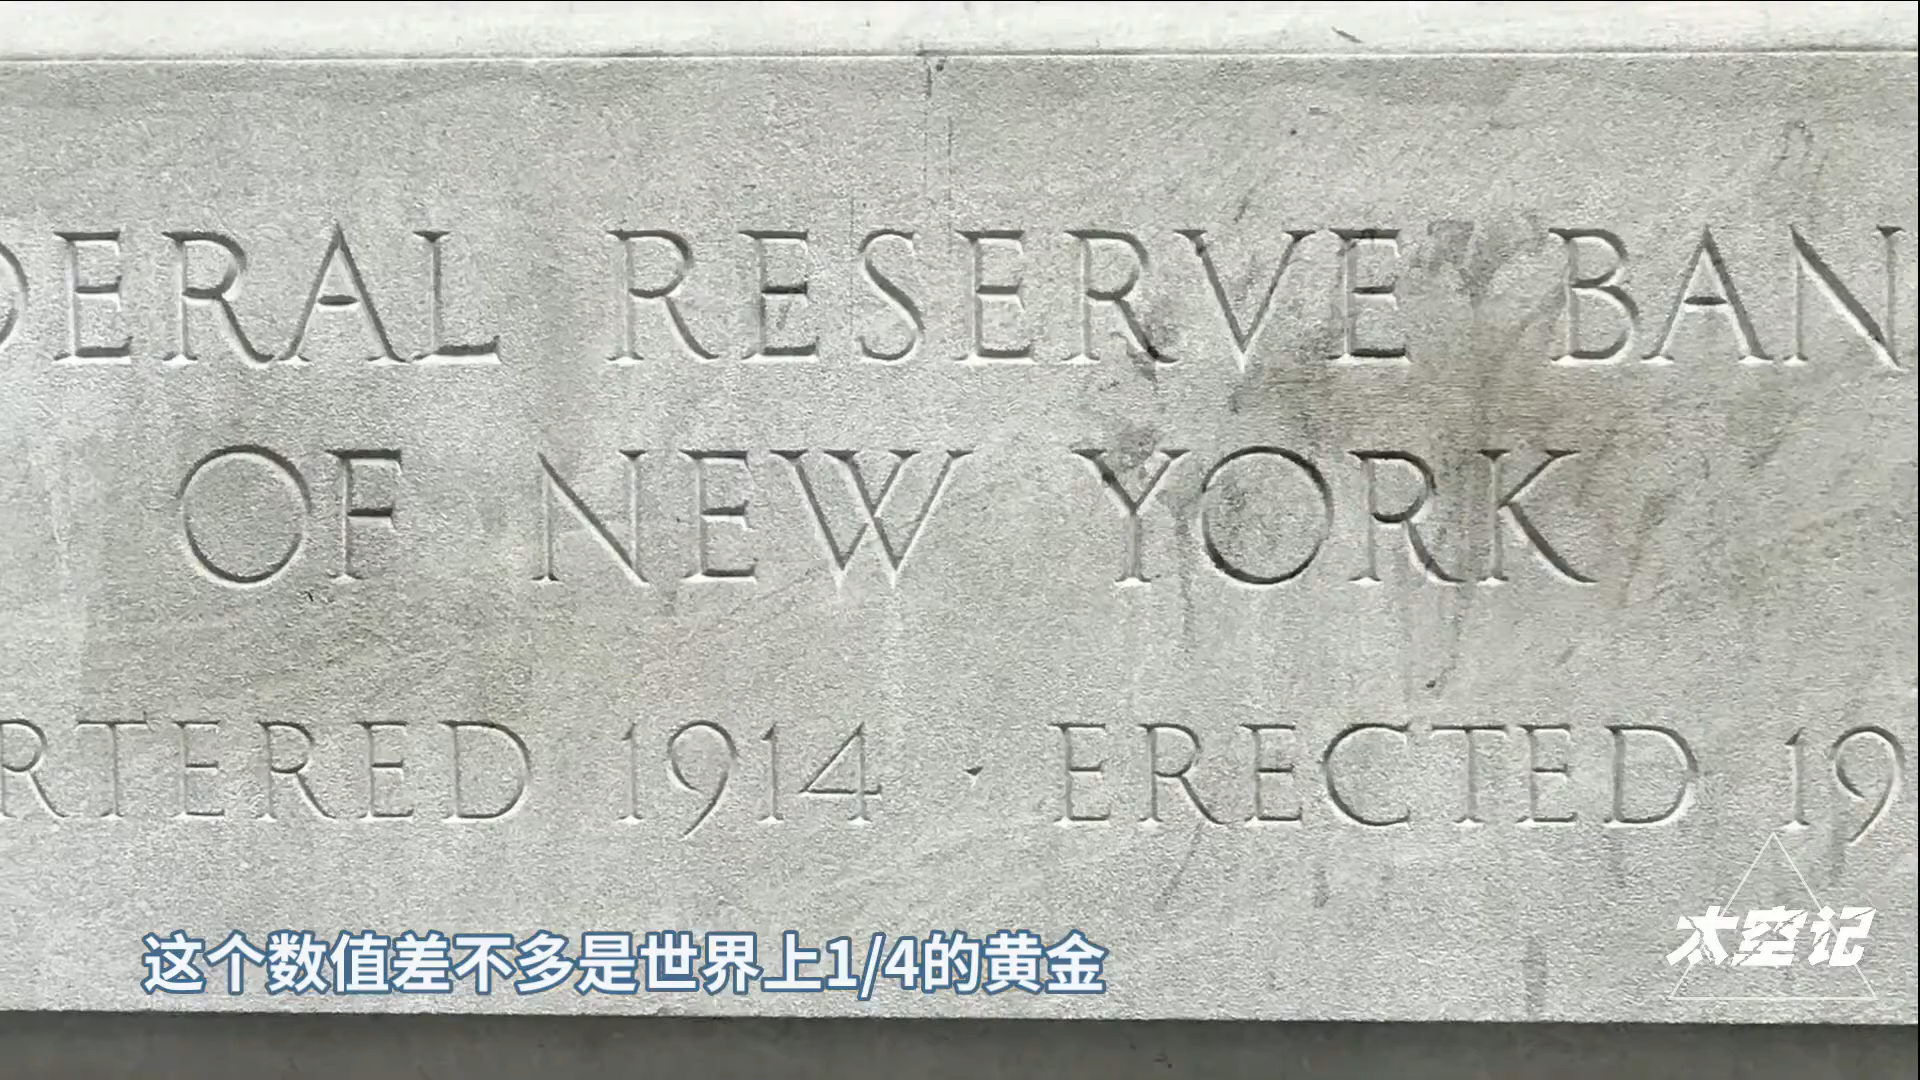 DERAL RESERVE BAN
OF NEW YORK
RTERED 1914 · ERECTED 19
这个数值差不多是世界上1/4的黄金
太空记